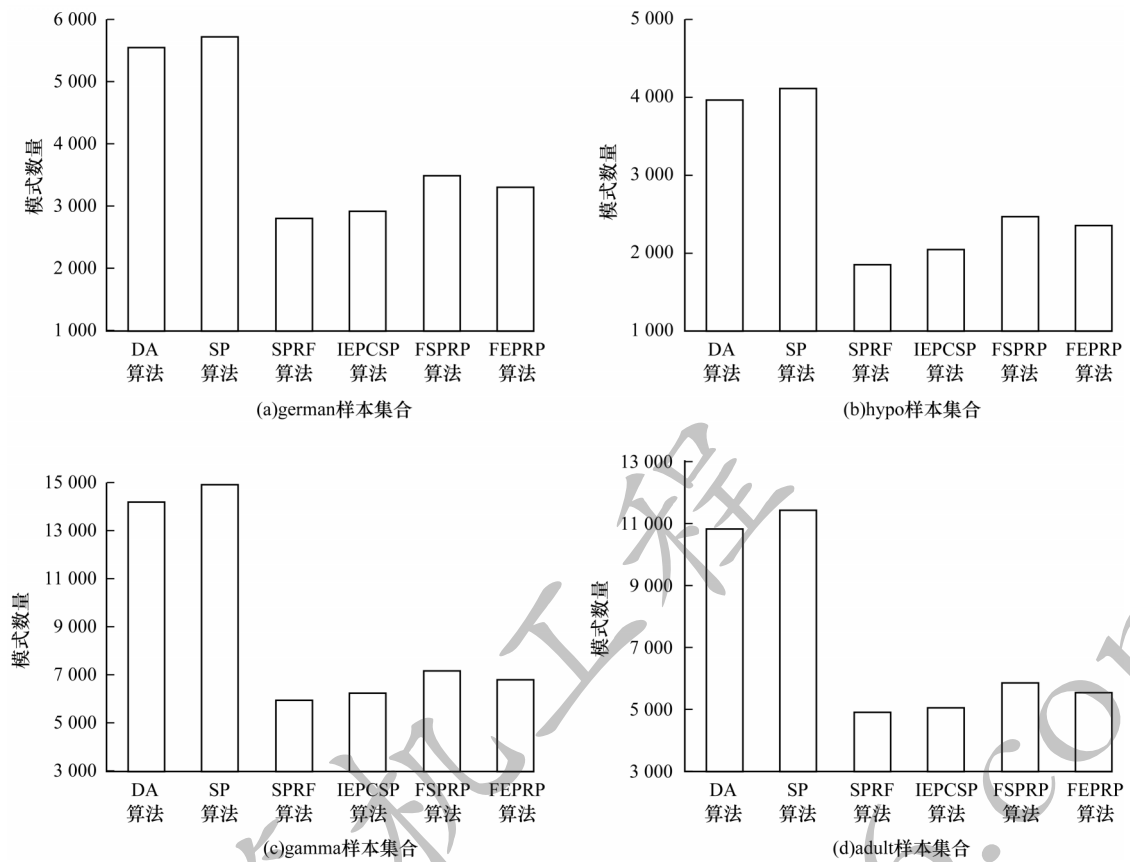 6 000
5 000
4 000
3 000
2 000
1 000
模式数量
DA SP SPRF IEPCSP FSPRP FEPRP
算法 算法 算法 算法 算法 算法
(a)german样本集合
5 000
4 000
3 000
2 000
1 000
模式数量
DA SP SPRF IEPCSP FSPRP FEPRP
算法 算法 算法 算法 算法 算法
(b)hypo样本集合
15 000
13 000
11 000
9 000
7 000
5 000
3 000
模式数量
DA SP SPRF IEPCSP FSPRP FEPRP
算法 算法 算法 算法 算法 算法
(c)gamma样本集合
13 000
11 000
9 000
7 000
5 000
3 000
模式数量
DA SP SPRF IEPCSP FSPRP FEPRP
算法 算法 算法 算法 算法 算法
(d)adult样本集合
机工程
.com